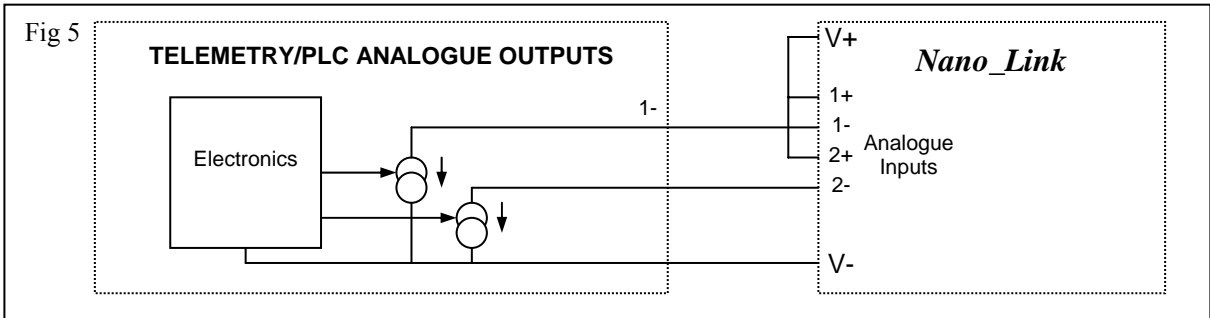 Fig 5
TELEMETRY/PLC ANALOGUE OUTPUTS
Electronics
1-
Nano_Link
V+
1+
1-
2+
2-
V-
Analogue
Inputs